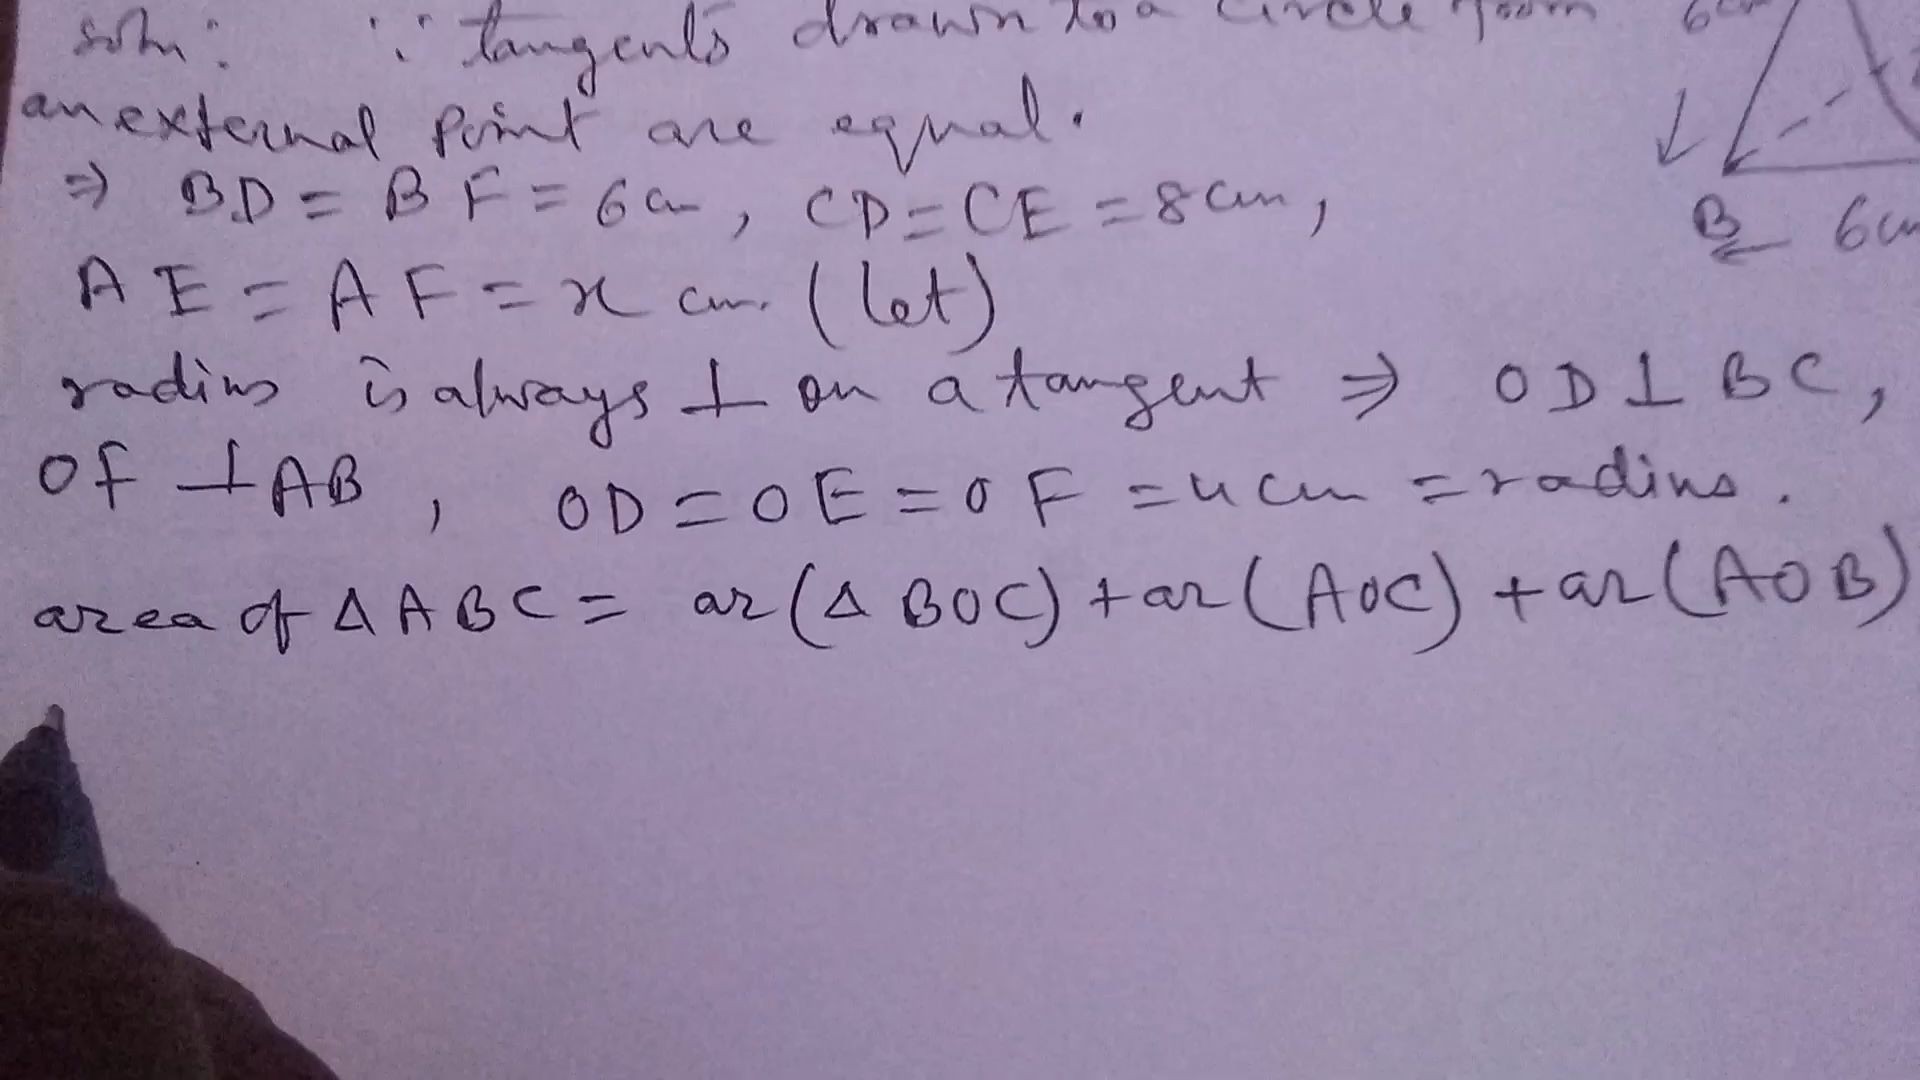 soln: ∵ tangents drawn to a circle from
an external point are equal.
⇒ BD = BF = 6cm, CD = CE = 8cm,
AE = AF = x cm. (let)
radius is always ⊥ on a tangent ⇒ OD ⊥ BC,
OF ⊥ AB, OD = OE = OF = 4cm = radius.
area of Δ ABC = ar(Δ BOC) + ar(AOC) + ar(AOB)
6cm
B 6cm